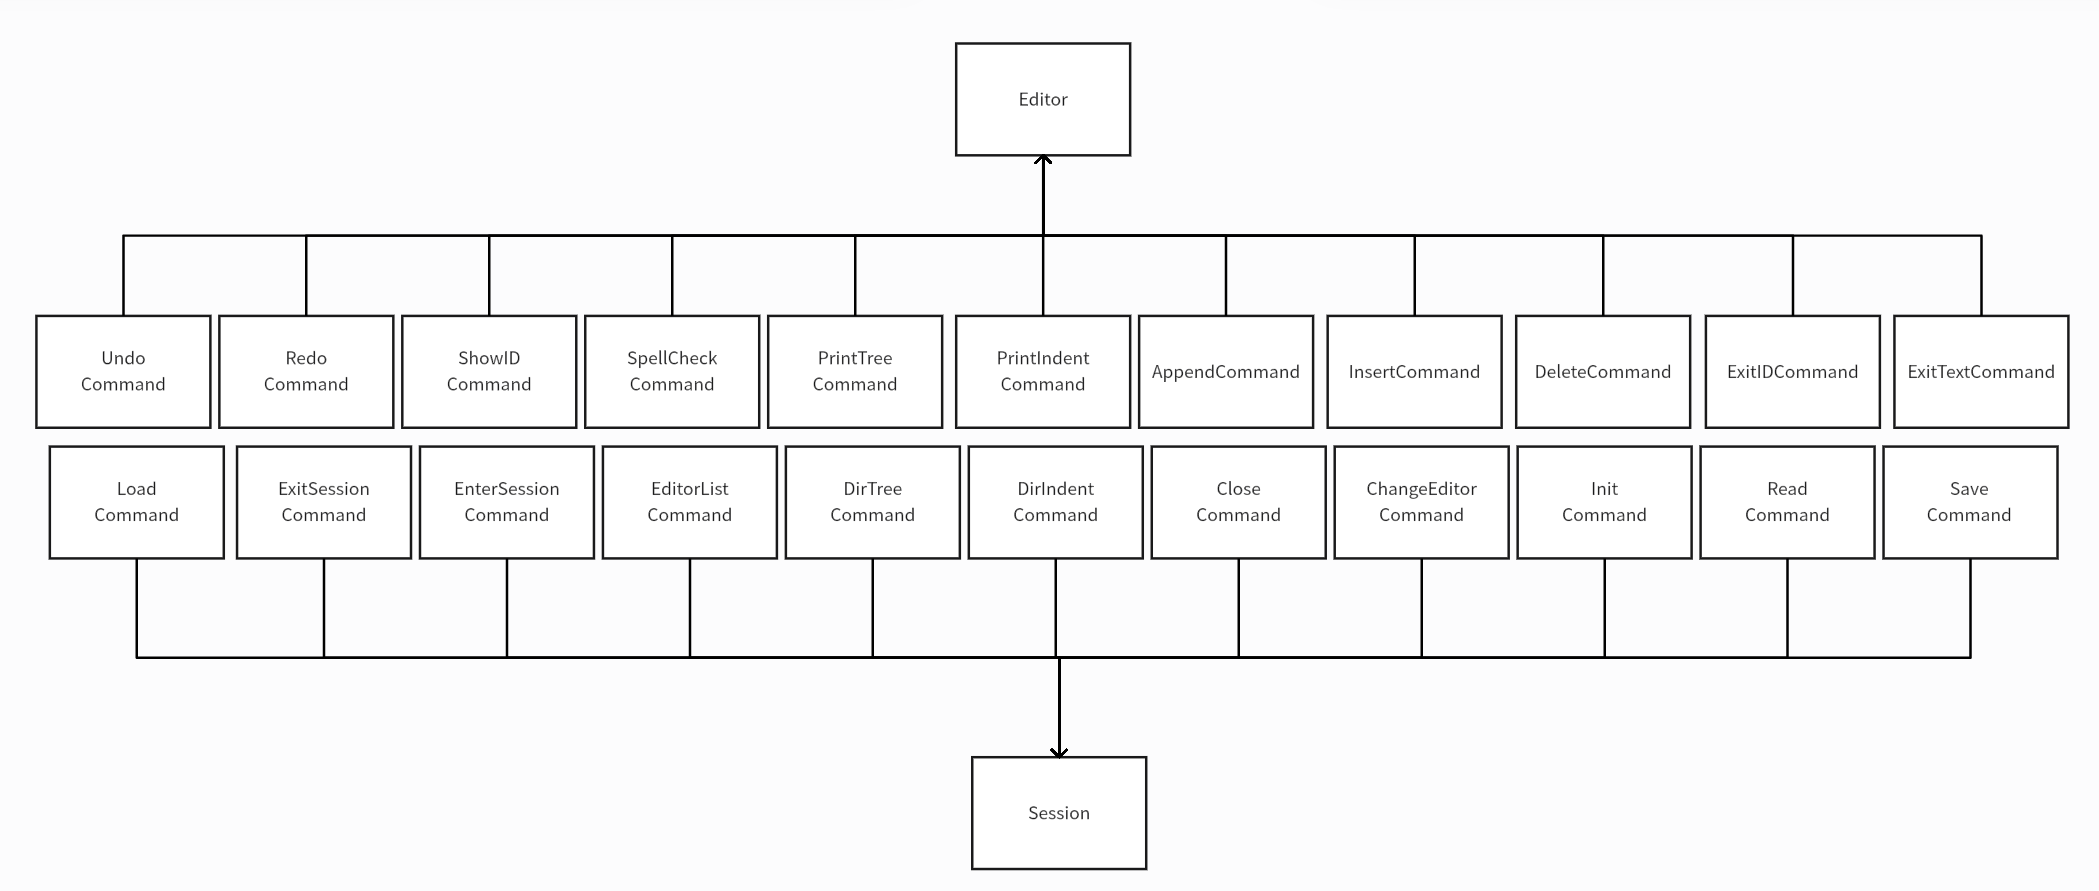 Editor
Undo
Command
Redo
Command
ShowID
Command
SpellCheck
Command
PrintTree
Command
PrintIndent
Command
AppendCommand
InsertCommand
DeleteCommand
ExitIDCommand
ExitTextCommand
Load
Command
ExitSession
Command
EnterSession
Command
EditorList
Command
DirTree
Command
DirIndent
Command
Close
Command
ChangeEditor
Command
Init
Command
Read
Command
Save
Command
Session